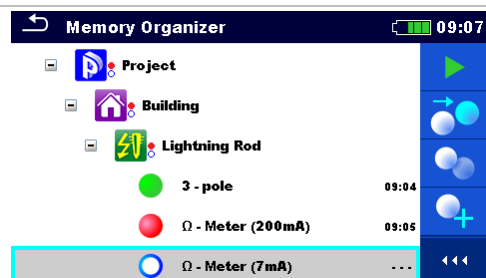 Memory Organizer 09:07
Project
Building
Lightning Rod
3 - pole 09:04
Ω - Meter (200mA) 09:05
Ω - Meter (7mA) ---